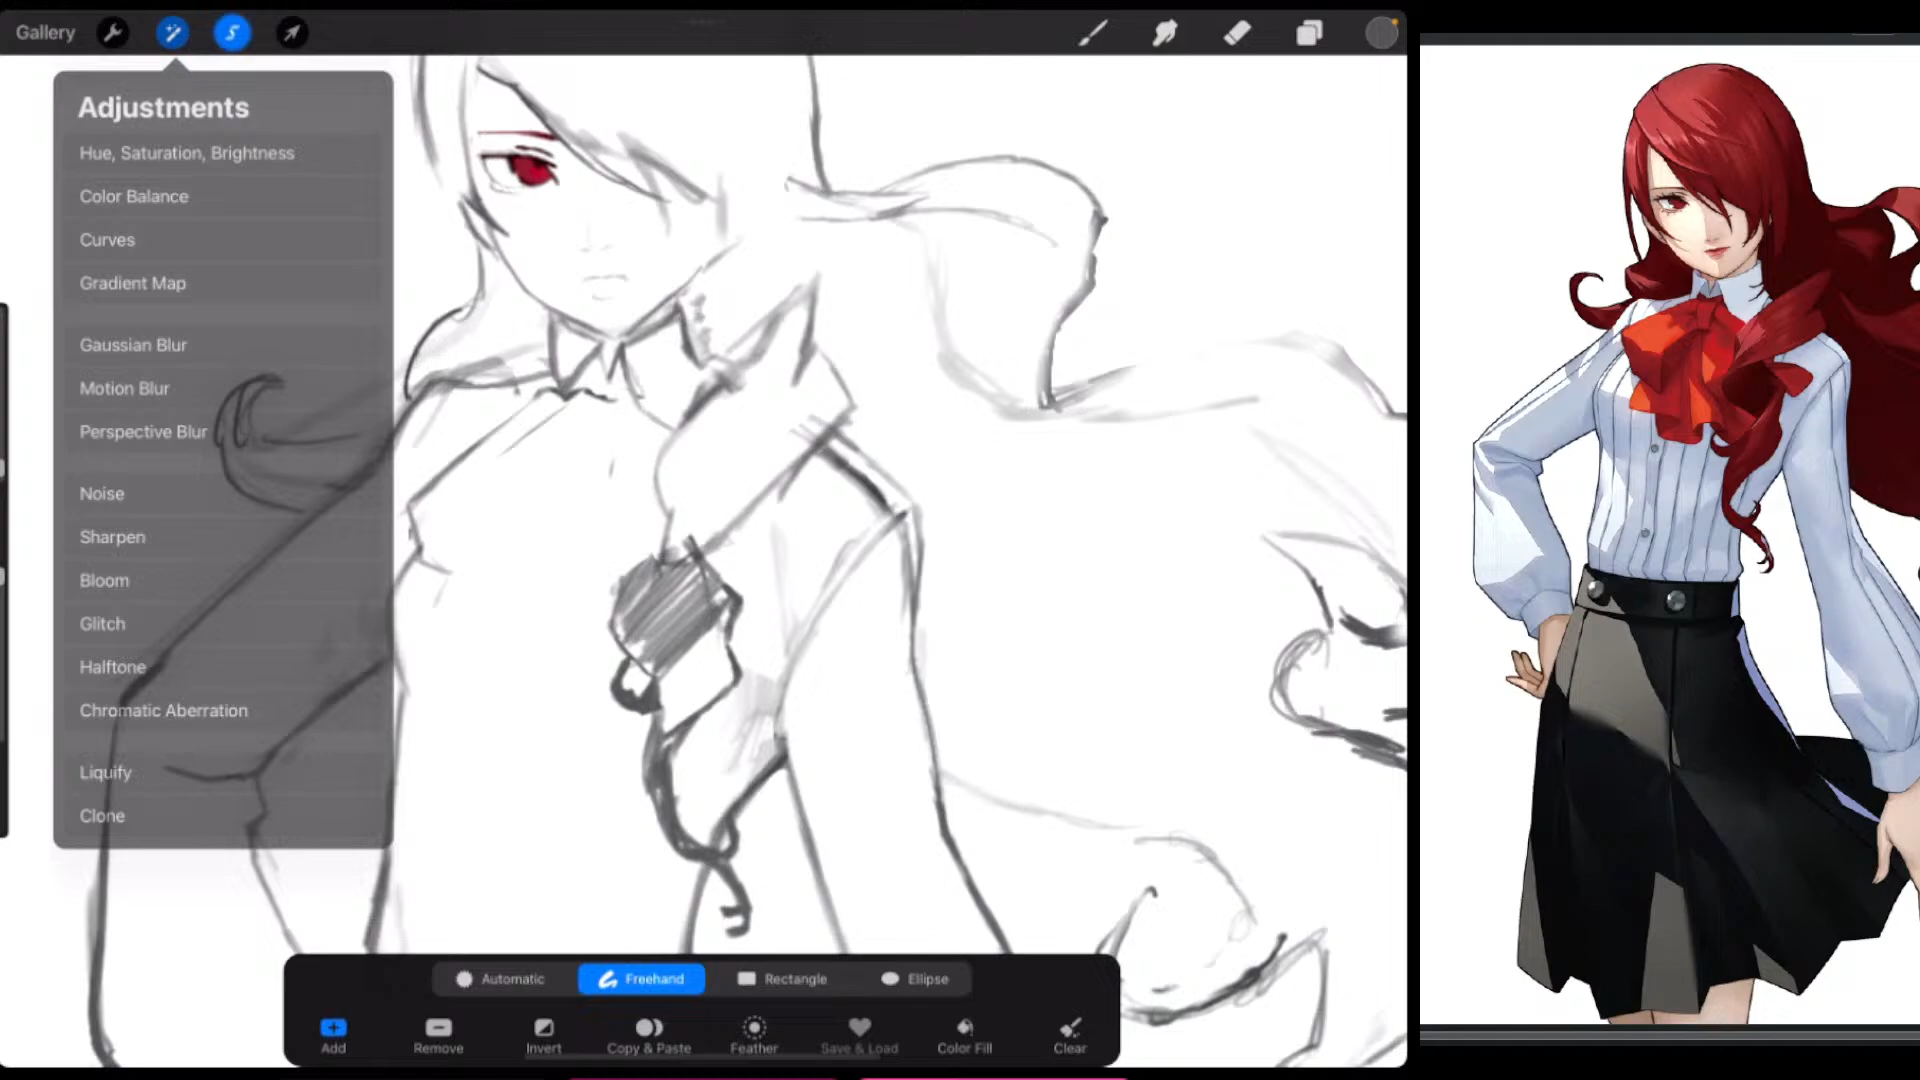 Gallery
Adjustments
Hue, Saturation, Brightness
Color Balance
Curves
Gradient Map
Gaussian Blur
Motion Blur
Perspective Blur
Noise
Sharpen
Bloom
Glitch
Halftone
Chromatic Aberration
Liquify
Clone
Automatic Freehand Rectangle Ellipse
Add Remove Invert Copy & Paste Feather Save & Load Color Fill Clear